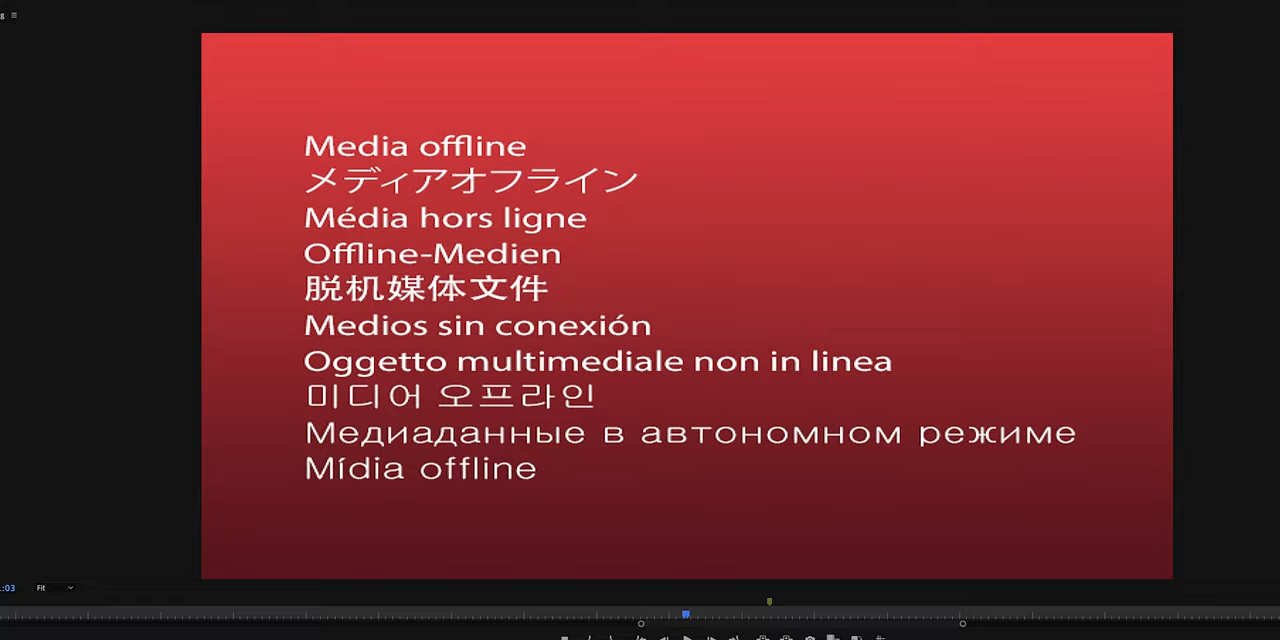 Media offline
メディアオフライン
Média hors ligne
Offline-Medien
脱机媒体文件
Medios sin conexión
Oggetto multimediale non in linea
미디어 오프라인
Медиаданные в автономном режиме
Mídia offline
:03 Fit